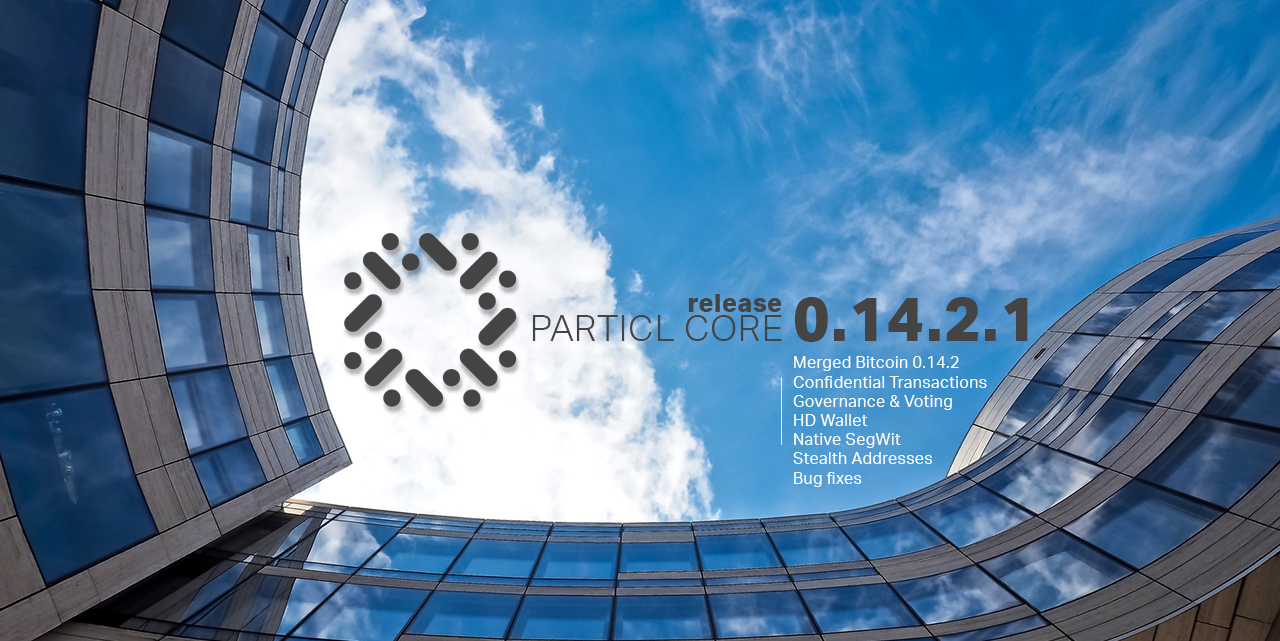 release
PARTICL CORE 0.14.2.1
Merged Bitcoin 0.14.2
Confidential Transactions
Governance & Voting
HD Wallet
Native SegWit
Stealth Addresses
Bug fixes